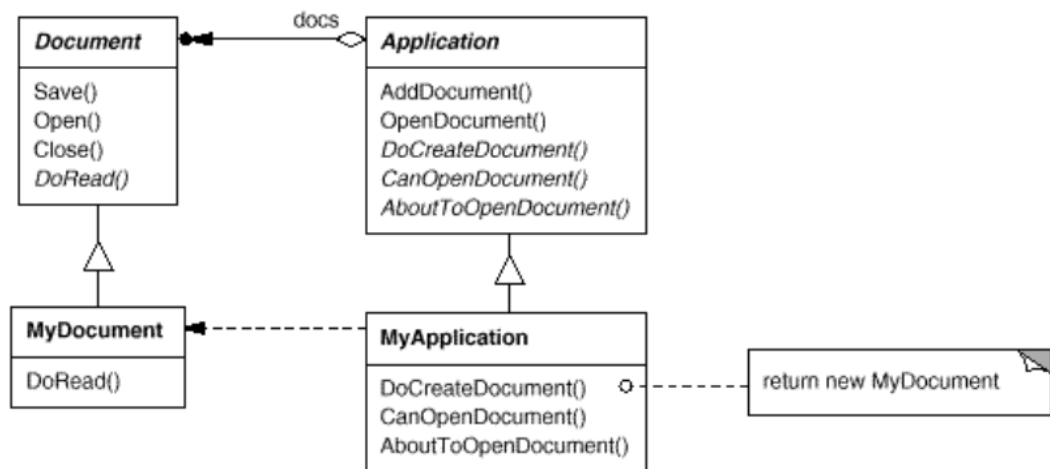 docs
Document
Save()
Open()
Close()
DoRead()
Application
AddDocument()
OpenDocument()
DoCreateDocument()
CanOpenDocument()
AboutToOpenDocument()
MyDocument
DoRead()
MyApplication
DoCreateDocument()
CanOpenDocument()
AboutToOpenDocument()
return new MyDocument